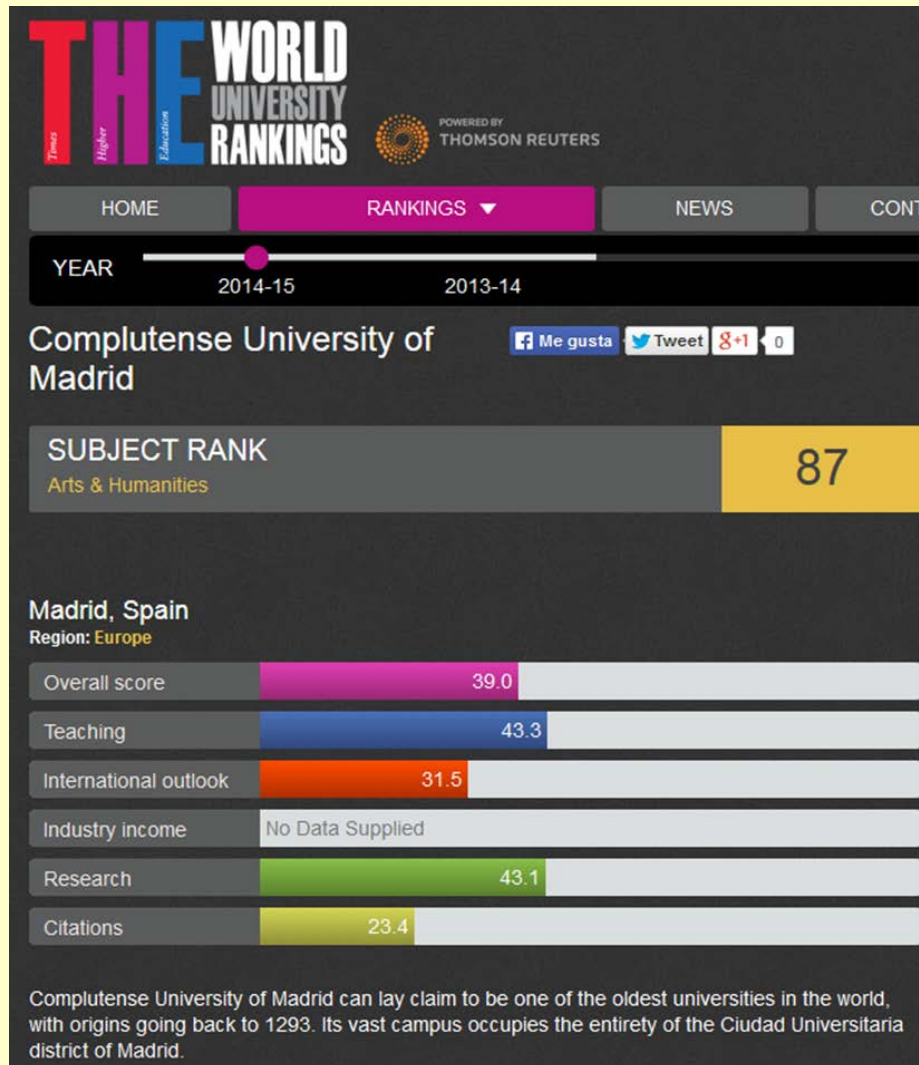 THE
Times
Higher
Education
WORLD
UNIVERSITY
RANKINGS
POWERED BY
THOMSON REUTERS
HOME RANKINGS NEWS CONT
YEAR
2014-15 2013-14
Complutense University of
Madrid
Me gusta Tweet g+1 0
SUBJECT RANK
Arts & Humanities
87
Madrid, Spain
Region: Europe
Overall score 39.0
Teaching 43.3
International outlook 31.5
Industry income No Data Supplied
Research 43.1
Citations 23.4
Complutense University of Madrid can lay claim to be one of the oldest universities in the world,
with origins going back to 1293. Its vast campus occupies the entirety of the Ciudad Universitaria
district of Madrid.